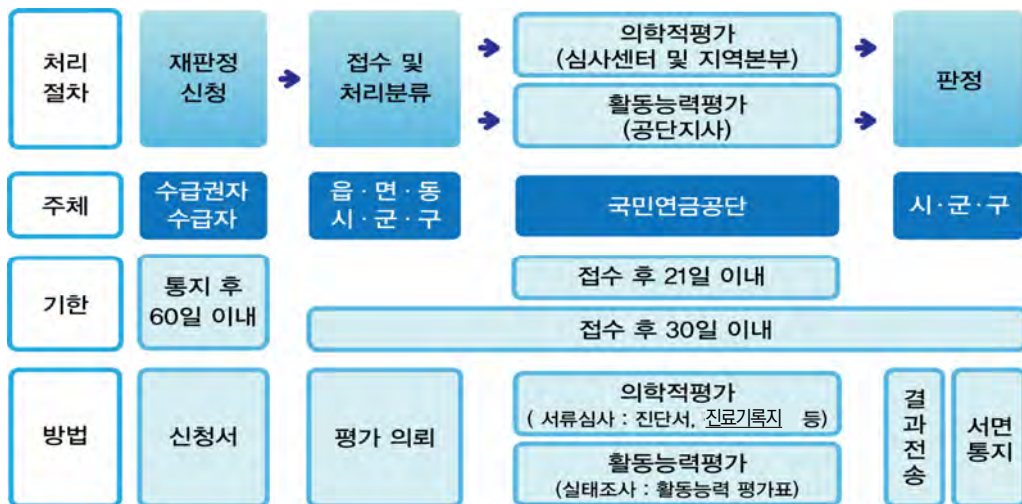 처리
절차
재판정
신청
접수 및
처리분류
의학적평가
(심사센터 및 지역본부)
활동능력평가
(공단지사)
판정
주체
수급권자
수급자
읍 · 면 · 동
시 · 군 · 구
국민연금공단
시 · 군 · 구
기한
통지 후
60일 이내
접수 후 21일 이내
접수 후 30일 이내
방법
신청서
평가 의뢰
의학적평가
( 서류심사 : 진단서, 진료기록지 등)
활동능력평가
(실태조사 : 활동능력 평가표)
결
과
전
송
서면
통지